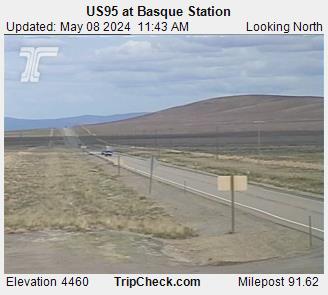 US95 at Basque Station
Updated: May 08 2024 11:43 AM Looking North
Elevation 4460 TripCheck.com Milepost 91.62